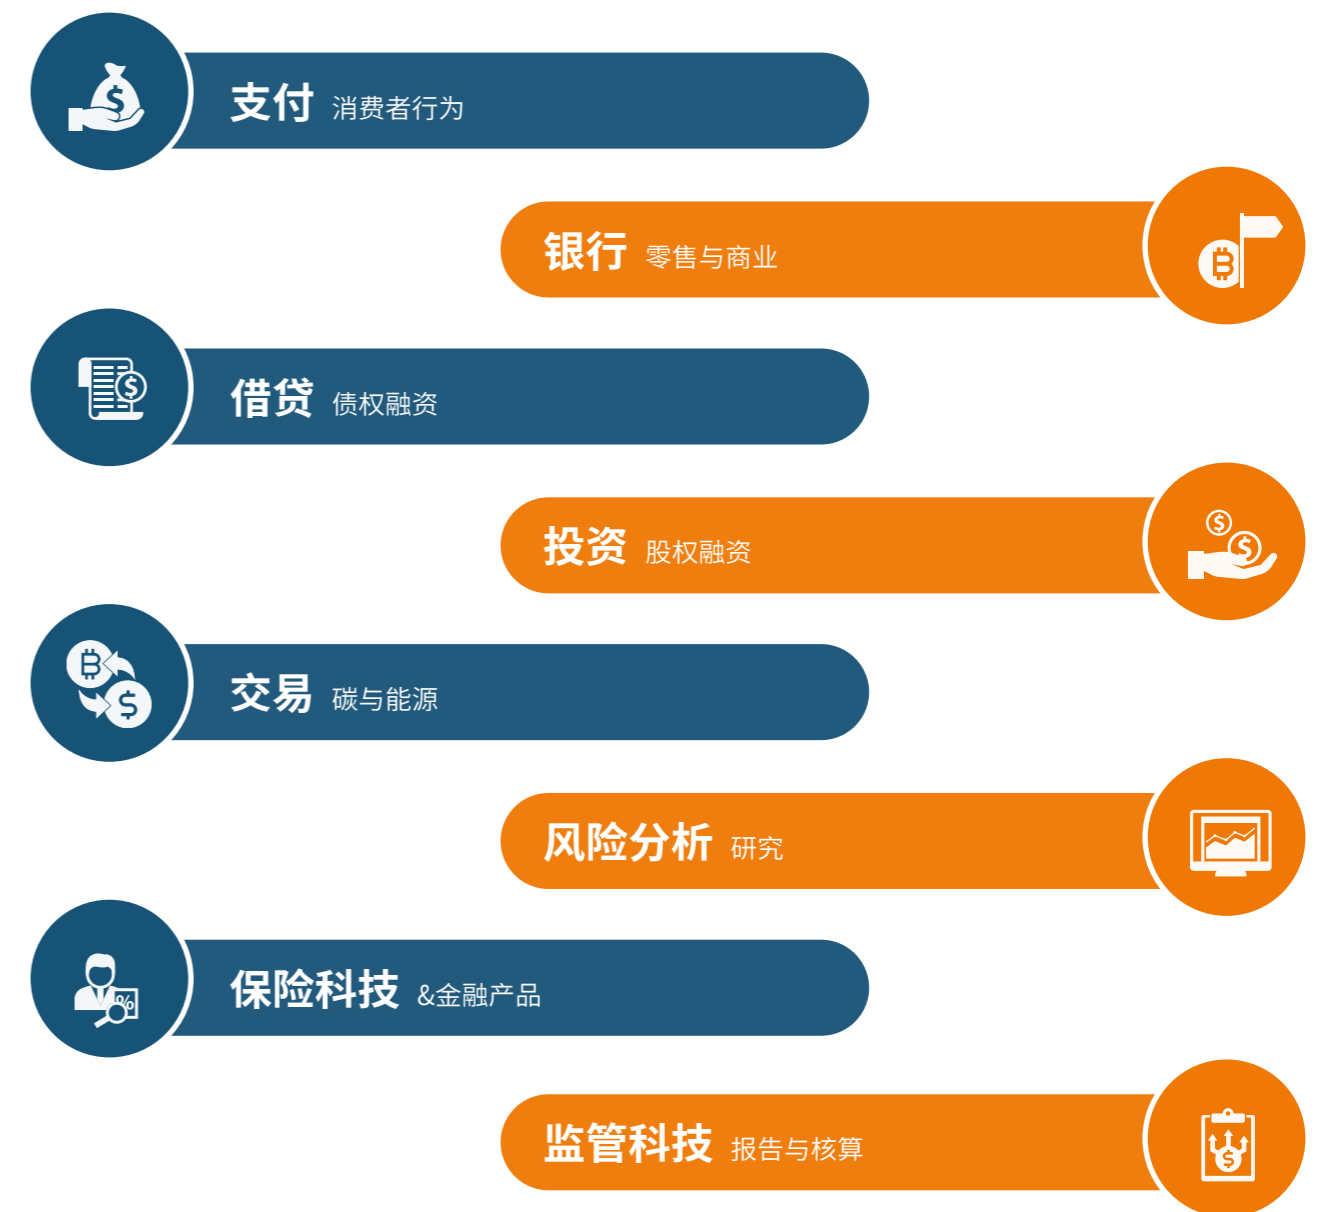 支付 消费者行为
银行 零售与商业
借贷 债权融资
投资 股权融资
交易 碳与能源
风险分析 研究
保险科技 &金融产品
监管科技 报告与核算